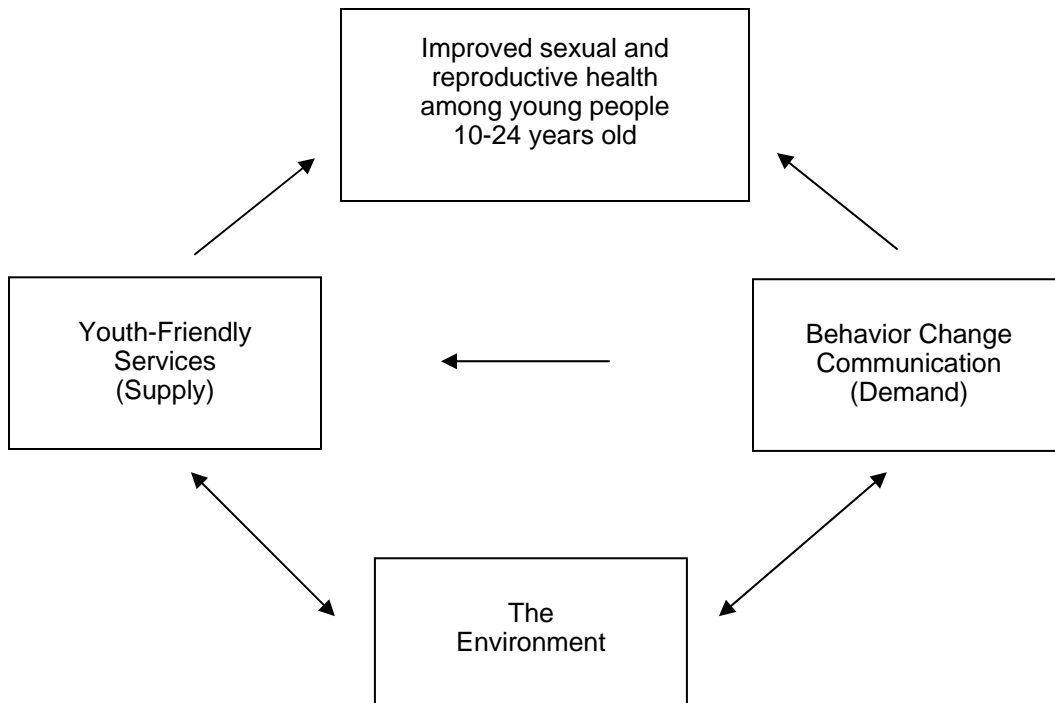 Improved sexual and
reproductive health
among young people
10-24 years old
Youth-Friendly
Services
(Supply)
Behavior Change
Communication
(Demand)
The
Environment